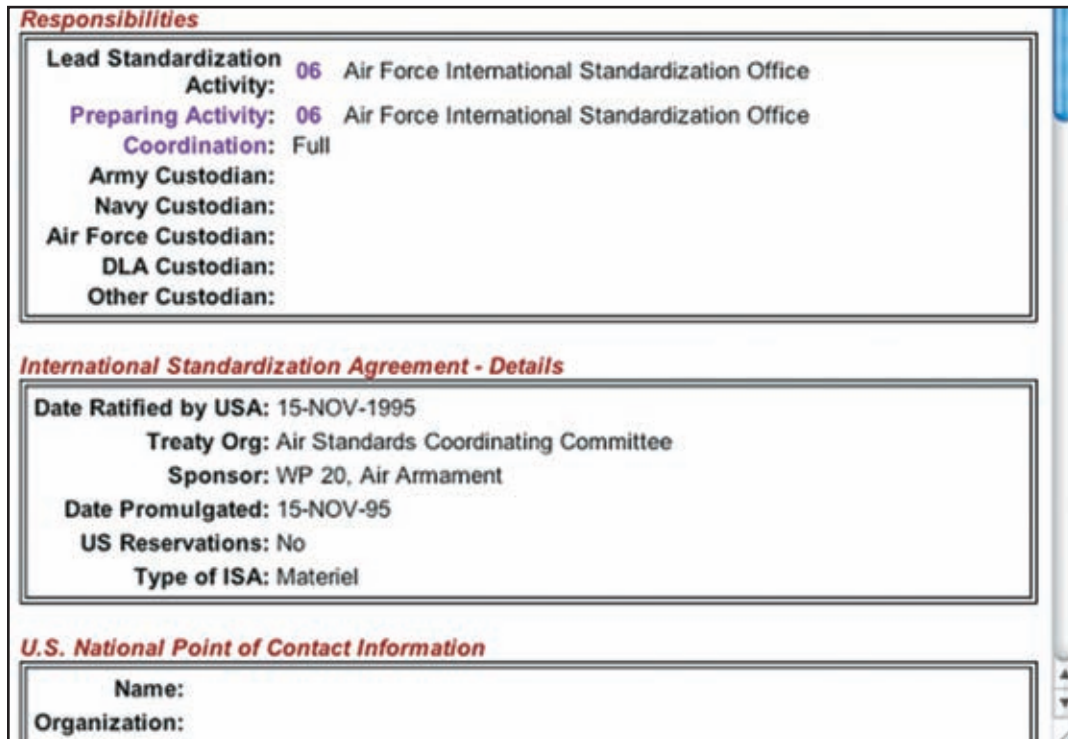 Responsibilities
Lead Standardization
Activity: 06 Air Force International Standardization Office
Preparing Activity: 06 Air Force International Standardization Office
Coordination: Full
Army Custodian:
Navy Custodian:
Air Force Custodian:
DLA Custodian:
Other Custodian:
International Standardization Agreement - Details
Date Ratified by USA: 15-NOV-1995
Treaty Org: Air Standards Coordinating Committee
Sponsor: WP 20, Air Armament
Date Promulgated: 15-NOV-95
US Reservations: No
Type of ISA: Materiel
U.S. National Point of Contact Information
Name:
Organization: